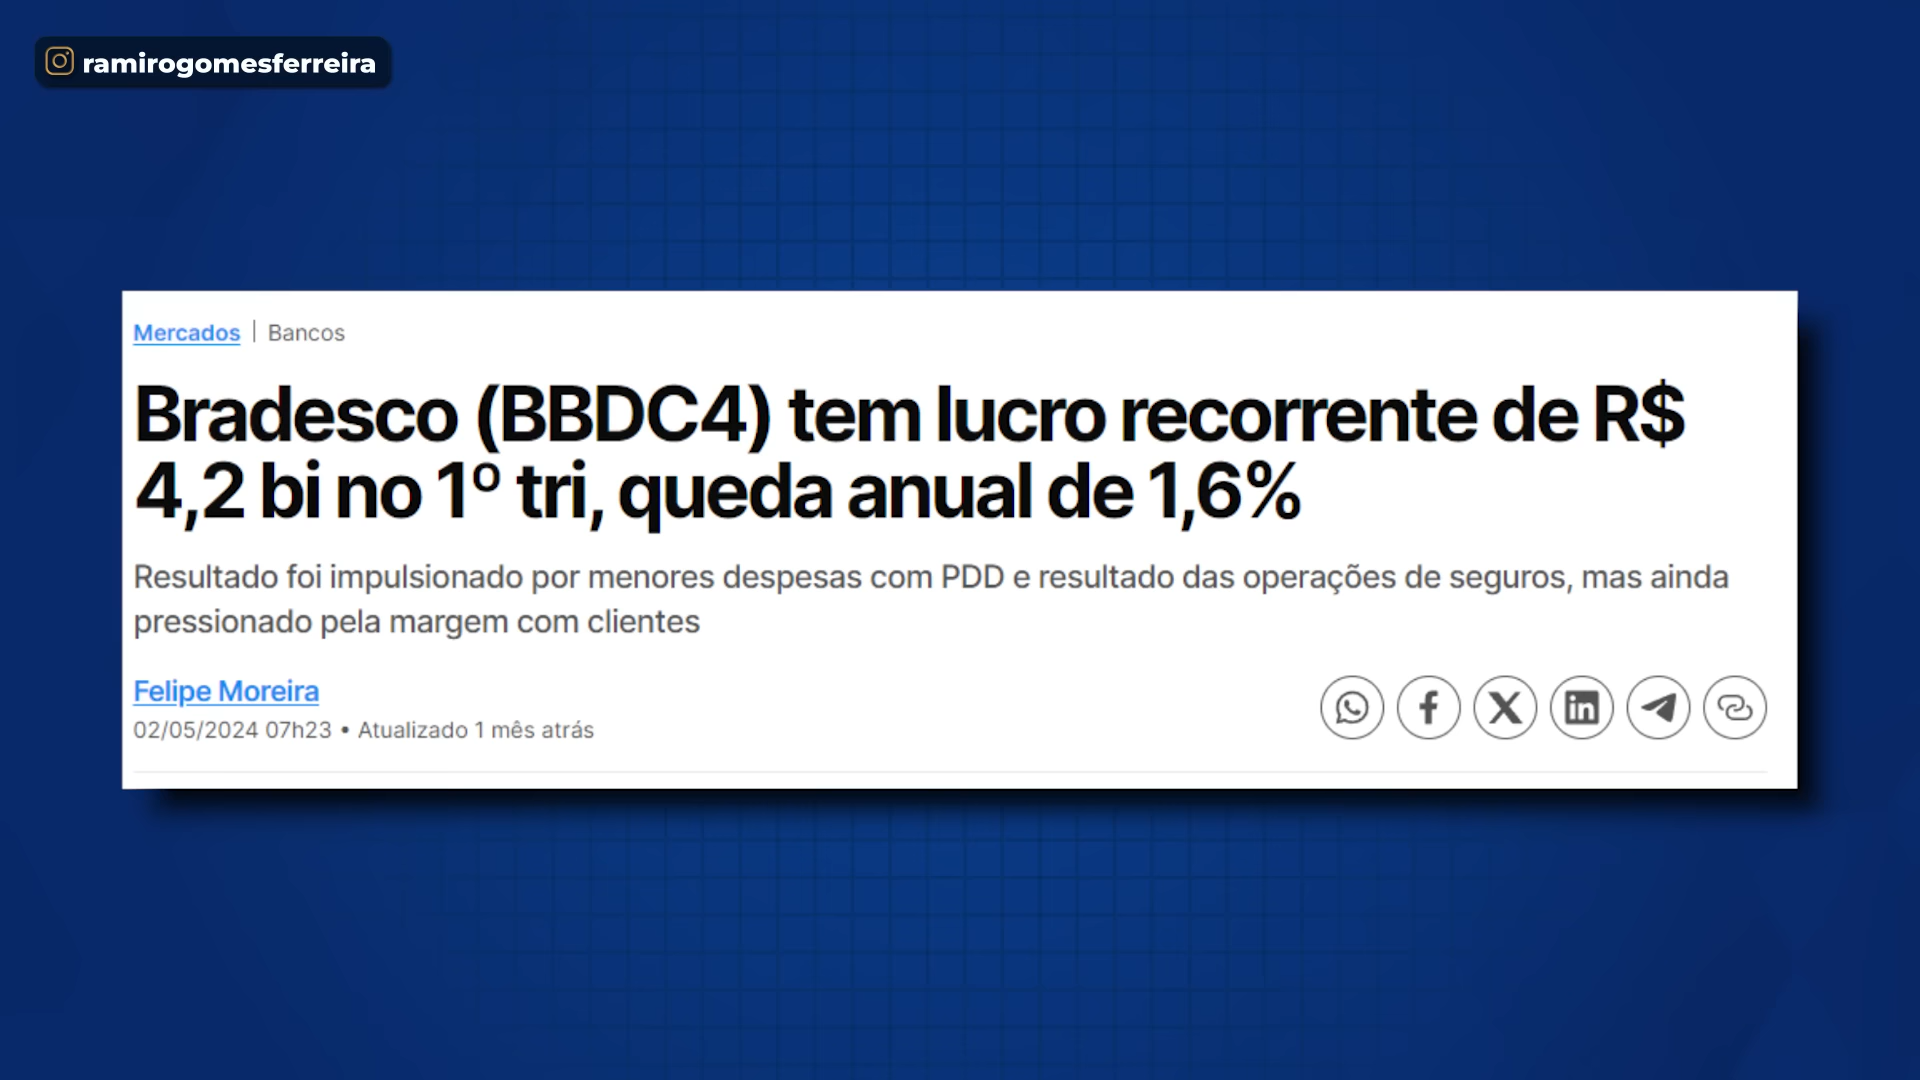 ramirogomesferreira
Mercados | Bancos
Bradesco (BBDC4) tem lucro recorrente de R$
4,2 bi no 1º tri, queda anual de 1,6%
Resultado foi impulsionado por menores despesas com PDD e resultado das operações de seguros, mas ainda
pressionado pela margem com clientes
Felipe Moreira
02/05/2024 07h23 • Atualizado 1 mês atrás